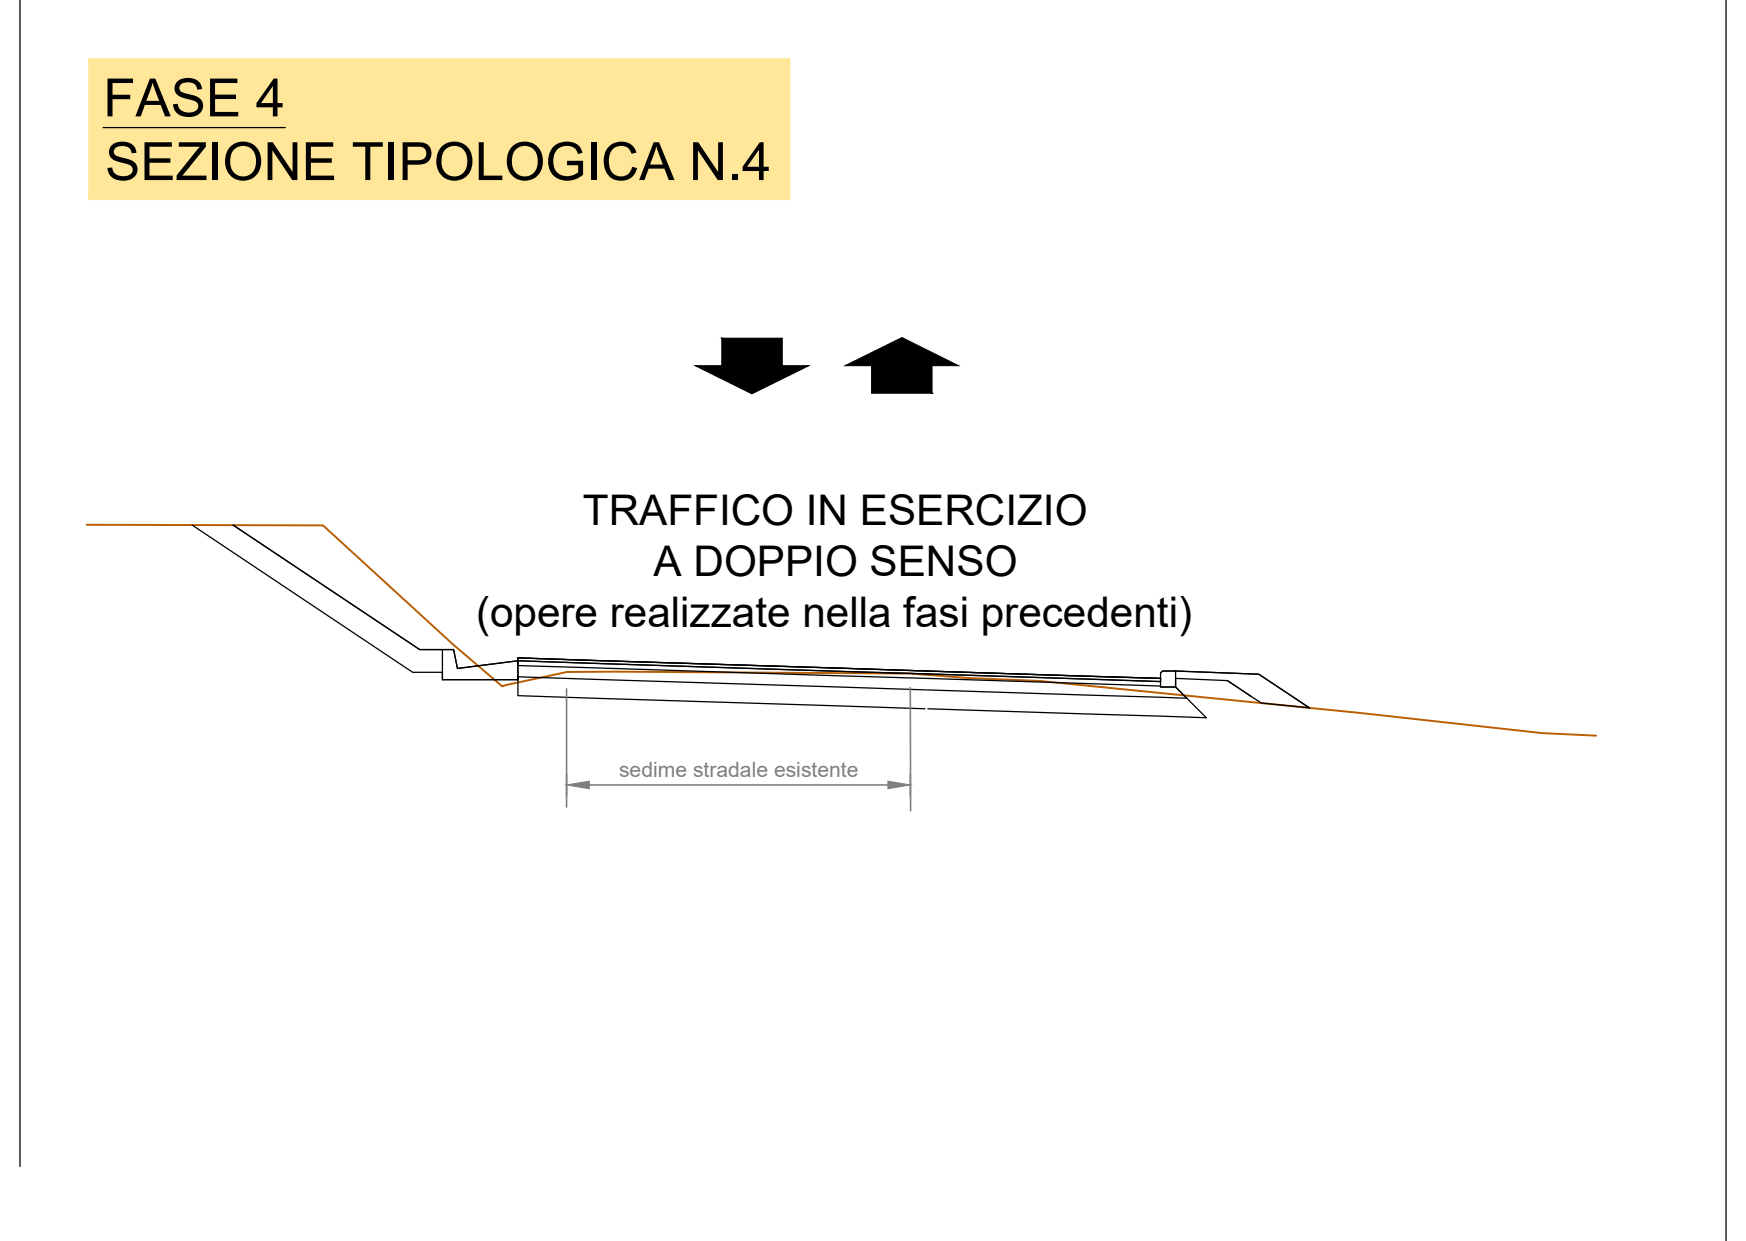 FASE 4
SEZIONE TIPOLOGICA N.4
TRAFFICO IN ESERCIZIO
A DOPPIO SENSO
(opere realizzate nella fasi precedenti)
sedime stradale esistente